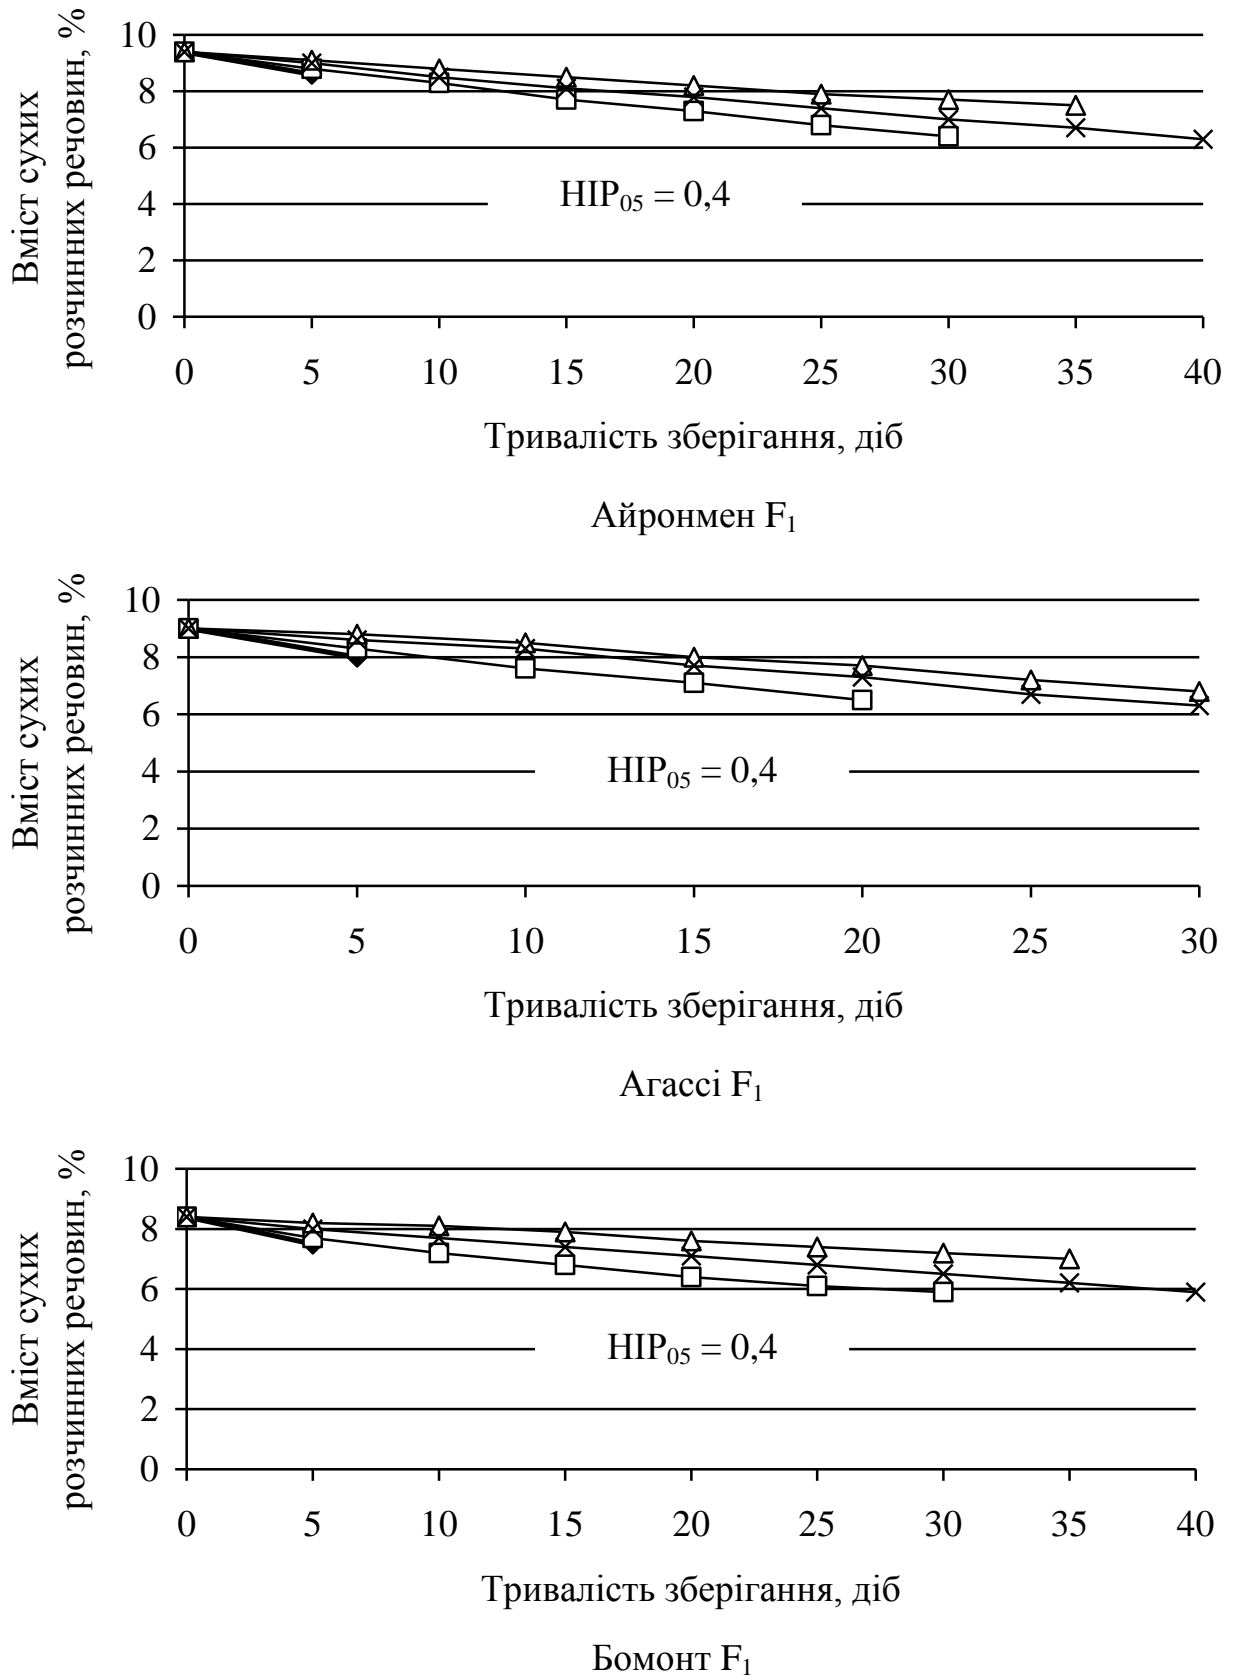 Вміст сухих
розчинних речовин, %
10
8
6
4
2
0
НІР05 = 0,4
0 5 10 15 20 25 30 35 40
Тривалість зберігання, діб
Айронмен F1
Вміст сухих
розчинних речовин, %
10
8
6
4
2
0
НІР05 = 0,4
0 5 10 15 20 25 30
Тривалість зберігання, діб
Агассі F1
Вміст сухих
розчинних речовин, %
10
8
6
4
2
0
НІР05 = 0,4
0 5 10 15 20 25 30 35 40
Тривалість зберігання, діб
Бомонт F1